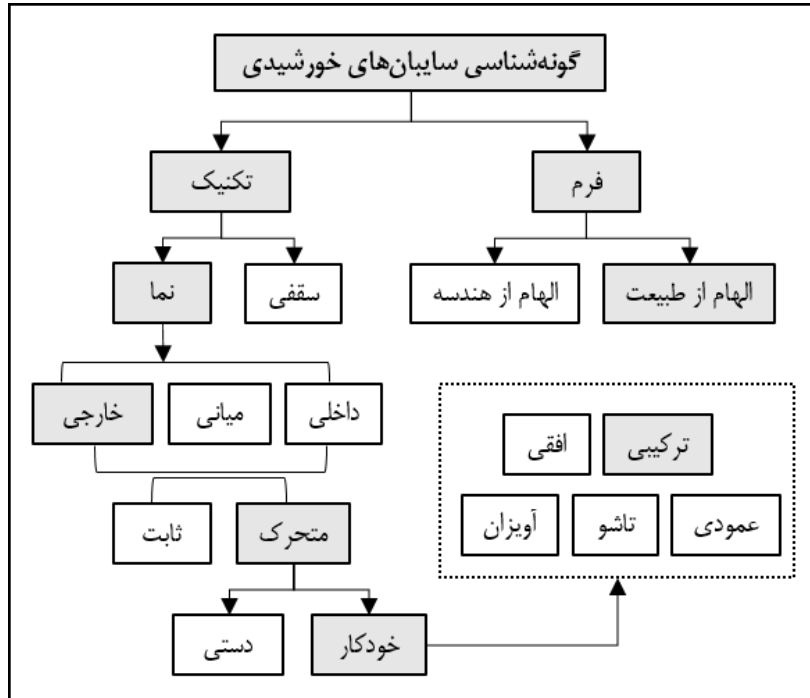 گونه‌شناسی سایبان‌های خورشیدی
فرم
تکنیک
الهام از طبیعت
الهام از هندسه
سقفی
نما
داخلی
میانی
خارجی
ترکیبی
افقی
عمودی
تاشو
آویزان
متحرک
ثابت
خودکار
دستی